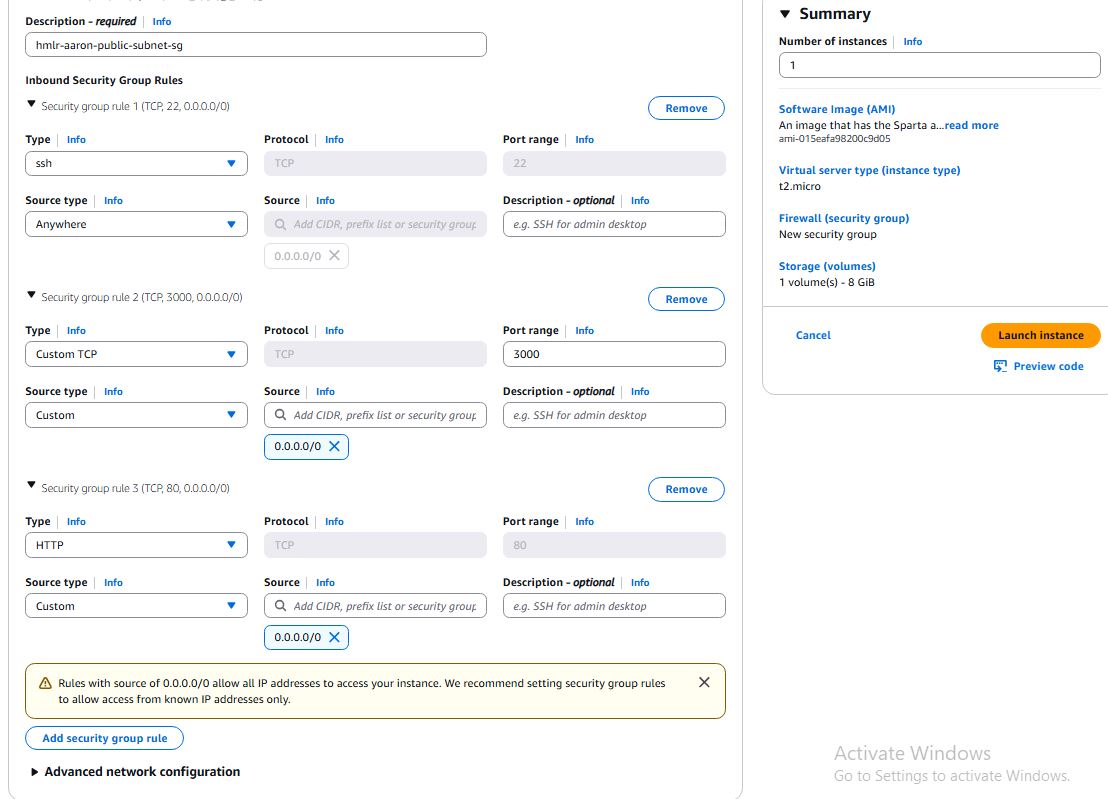 Description - required Info
hmlr-aaron-public-subnet-sg
Inbound Security Group Rules
Security group rule 1 (TCP, 22, 0.0.0.0/0)
Remove
Type Info Protocol Info Port range Info
ssh TCP 22
Source type Info Source Info Description - optional Info
Anywhere Add CIDR, prefix list or security group e.g. SSH for admin desktop
0.0.0.0/0
Security group rule 2 (TCP, 3000, 0.0.0.0/0)
Remove
Type Info Protocol Info Port range Info
Custom TCP TCP 3000
Source type Info Source Info Description - optional Info
Custom Add CIDR, prefix list or security group e.g. SSH for admin desktop
0.0.0.0/0
Security group rule 3 (TCP, 80, 0.0.0.0/0)
Remove
Type Info Protocol Info Port range Info
HTTP TCP 80
Source type Info Source Info Description - optional Info
Custom Add CIDR, prefix list or security group e.g. SSH for admin desktop
0.0.0.0/0
Rules with source of 0.0.0.0/0 allow all IP addresses to access your instance. We recommend setting security group rules
to allow access from known IP addresses only.
Add security group rule
Advanced network configuration
Summary
Number of instances Info
1
Software Image (AMI)
An image that has the Sparta a...read more
ami-015eafa98200c9d05
Virtual server type (instance type)
t2.micro
Firewall (security group)
New security group
Storage (volumes)
1 volume(s) - 8 GiB
Cancel
Launch instance
Preview code
Activate Windows
Go to Settings to activate Windows.